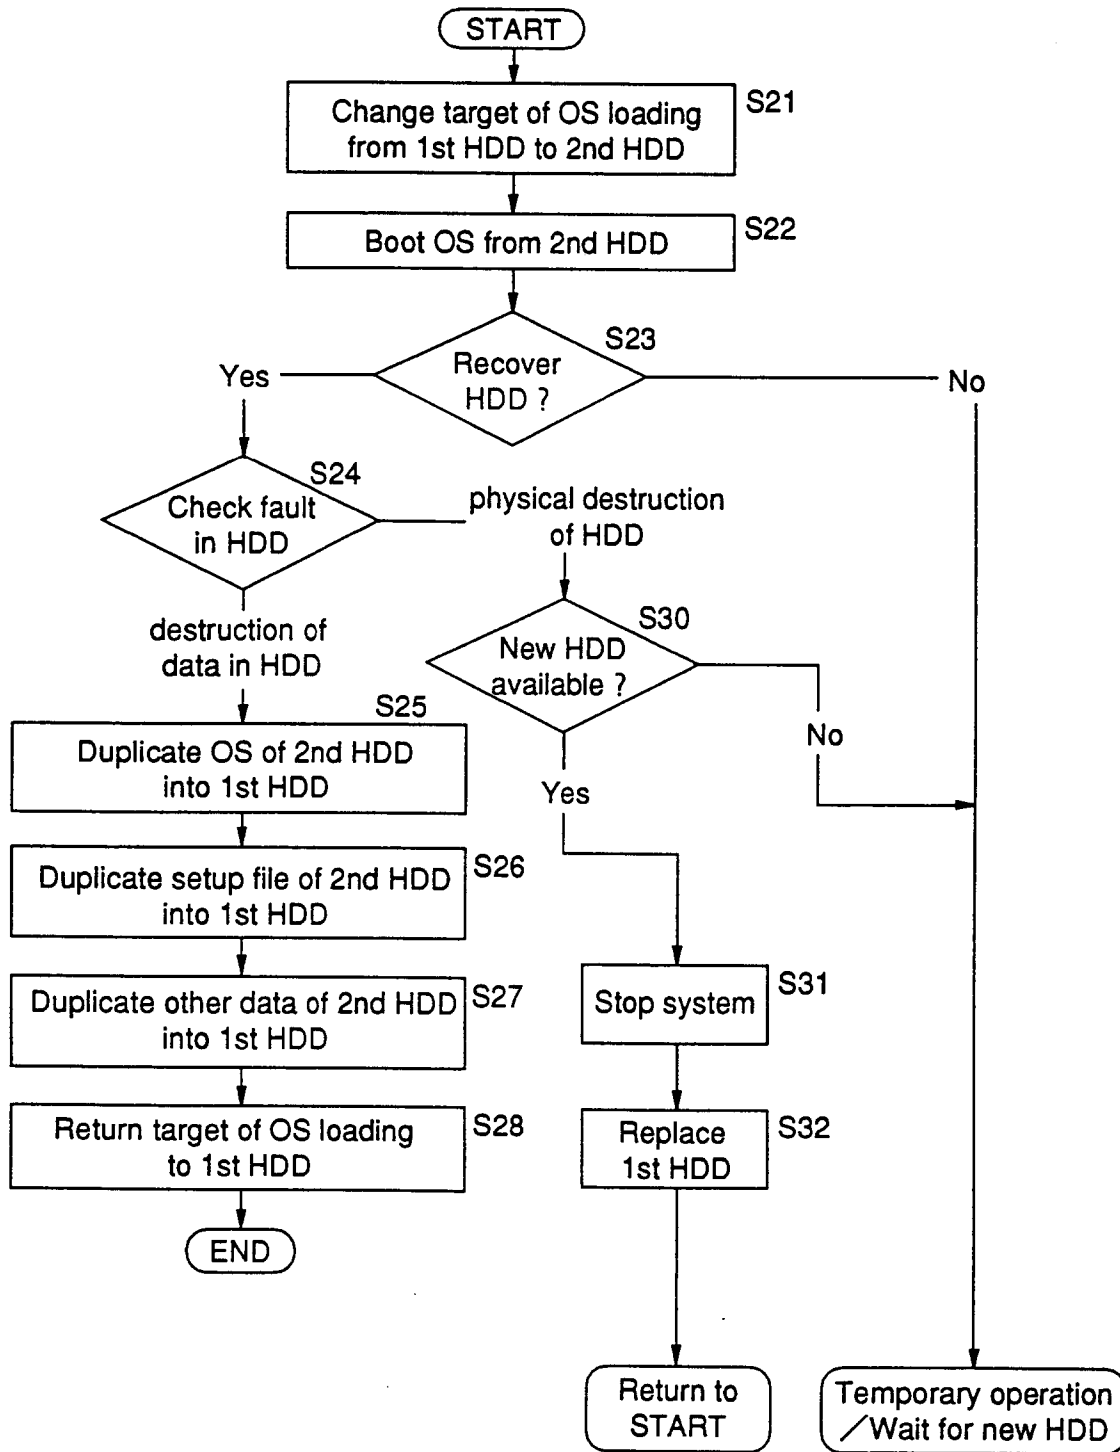 START
Change target of OS loading
from 1st HDD to 2nd HDD
S21
Boot OS from 2nd HDD
S22
Recover
HDD ?
S23
Yes
No
Check fault
in HDD
S24
physical destruction
of HDD
destruction of
data in HDD
New HDD
available ?
S30
No
Yes
S25
Duplicate OS of 2nd HDD
into 1st HDD
Duplicate setup file of 2nd HDD
into 1st HDD
S26
Duplicate other data of 2nd HDD
into 1st HDD
S27
Return target of OS loading
to 1st HDD
S28
END
Stop system
S31
Replace
1st HDD
S32
Return to
START
Temporary operation
/Wait for new HDD